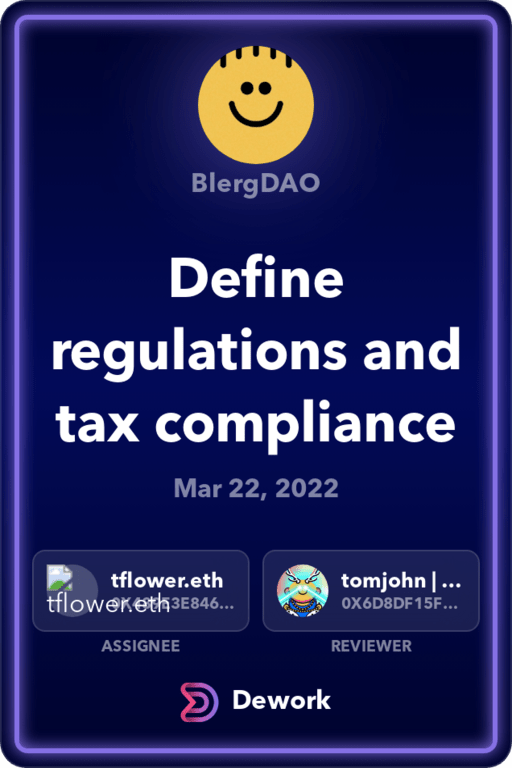 BlergDAO
Define
regulations and
tax compliance
Mar 22, 2022
tflower.eth
tflower.eth
tomjohn | ...
0X6D8DF15F...
ASSIGNEE
REVIEWER
Dework